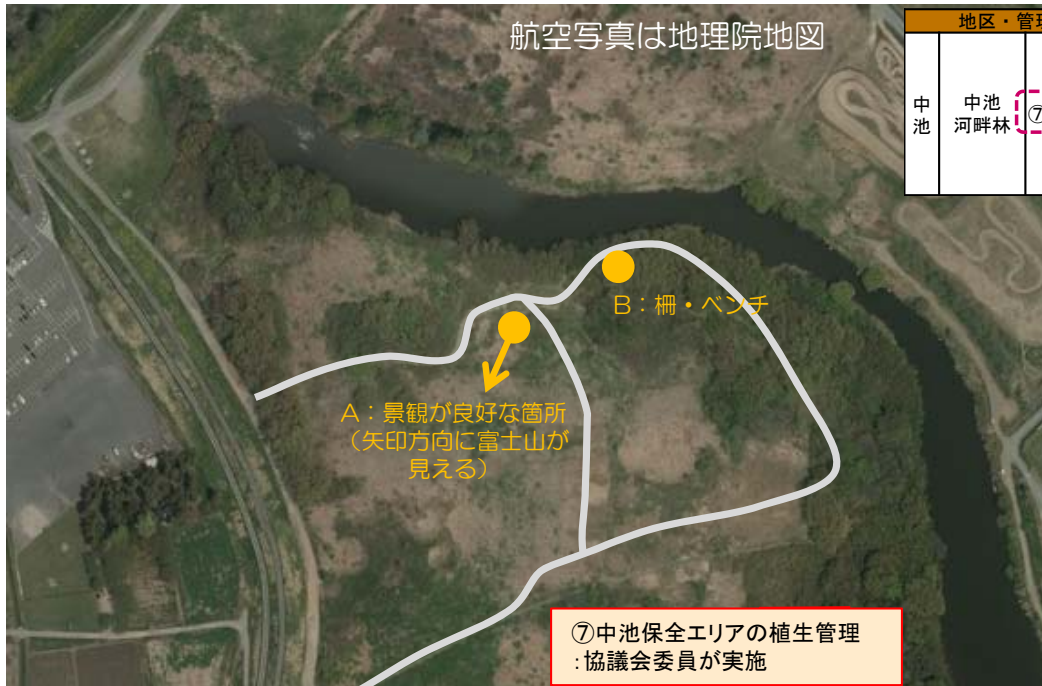 航空写真は地理院地図
地区・管理
中池
中池
河畔林
⑦
B:柵・ベンチ
A:景観が良好な箇所
(矢印方向に富士山が
見える)
⑦中池保全エリアの植生管理
:協議会委員が実施